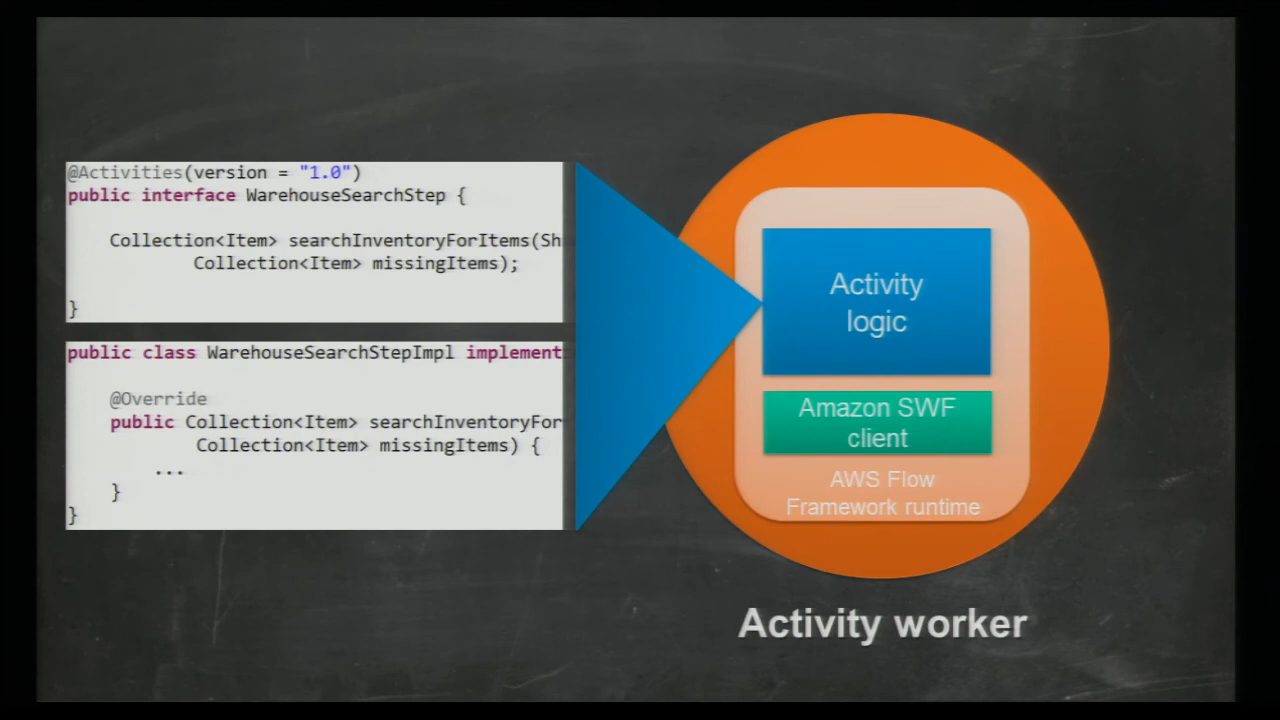 @Activities(version = "1.0")
public interface WarehouseSearchStep {
Collection<Item> searchInventoryForItems(Sh
Collection<Item> missingItems);
}
public class WarehouseSearchStepImpl implement
@Override
public Collection<Item> searchInventoryFor
Collection<Item> missingItems) {
...
}
}
Activity
logic
Amazon SWF
client
AWS Flow
Framework runtime
Activity worker